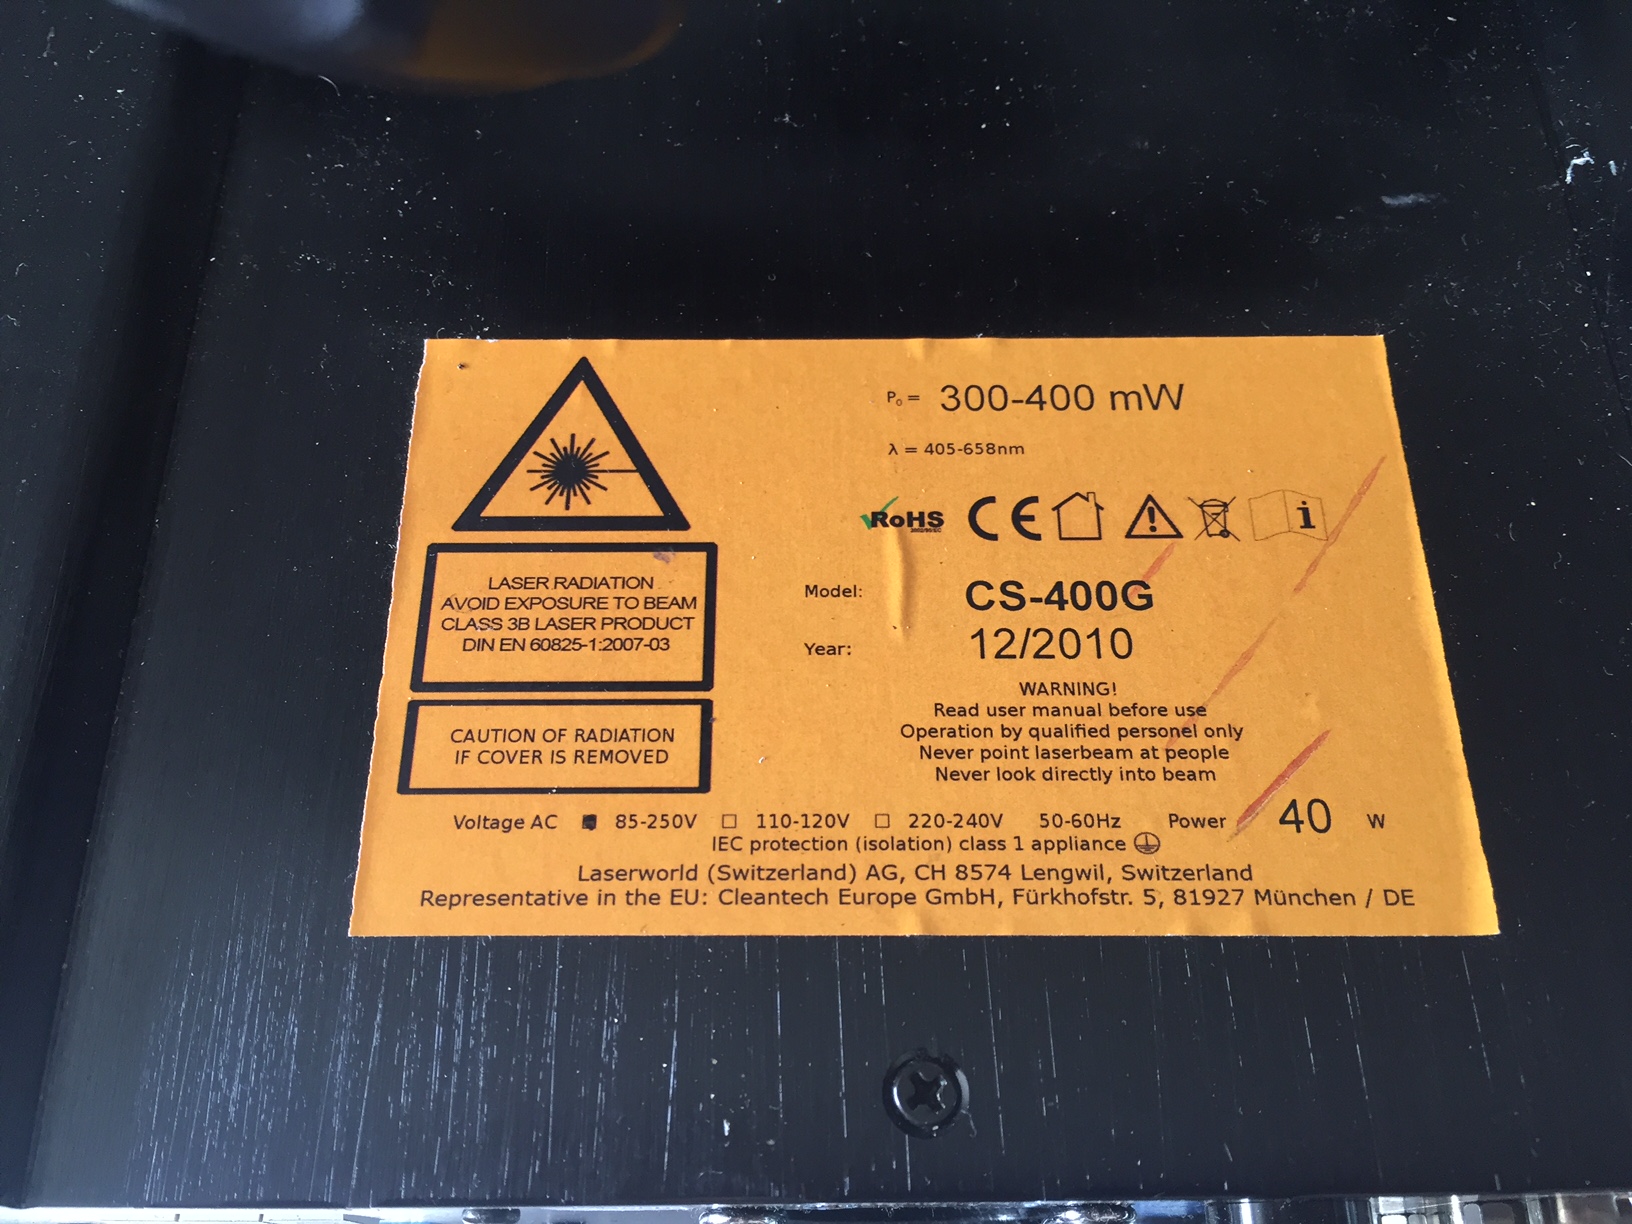 P₀ = 300-400 mW
λ = 405-658nm
RoHS
CE
i
LASER RADIATION
AVOID EXPOSURE TO BEAM
CLASS 3B LASER PRODUCT
DIN EN 60825-1:2007-03
CAUTION OF RADIATION
IF COVER IS REMOVED
Model: CS-400G
Year: 12/2010
WARNING!
Read user manual before use
Operation by qualified personel only
Never point laserbeam at people
Never look directly into beam
Voltage AC ■ 85-250V □ 110-120V □ 220-240V 50-60Hz Power 40 W
IEC protection (isolation) class 1 appliance
Laserworld (Switzerland) AG, CH 8574 Lengwil, Switzerland
Representative in the EU: Cleantech Europe GmbH, Fürkhofstr. 5, 81927 München / DE